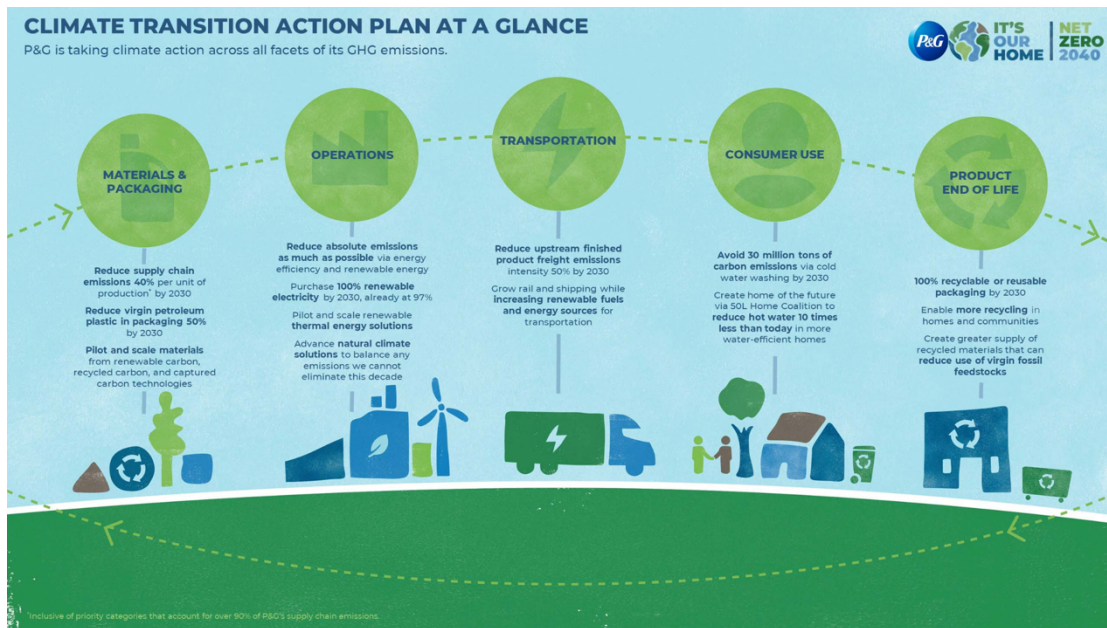 CLIMATE TRANSITION ACTION PLAN AT A GLANCE
P&G is taking climate action across all facets of its GHG emissions.
P&G
IT'S
OUR
HOME
NET
ZERO
2040
MATERIALS &
PACKAGING
Reduce supply chain
emissions 40% per unit of
production* by 2030
Reduce virgin petroleum
plastic in packaging 50%
by 2030
Pilot and scale materials
from renewable carbon,
recycled carbon, and captured
carbon technologies
OPERATIONS
Reduce absolute emissions
as much as possible via energy
efficiency and renewable energy
Purchase 100% renewable
electricity by 2030, already at 97%
Pilot and scale renewable
thermal energy solutions
Advance natural climate
solutions to balance any
emissions we cannot
eliminate this decade
TRANSPORTATION
Reduce upstream finished
product freight emissions
intensity 50% by 2030
Grow rail and shipping while
increasing renewable fuels
and energy sources for
transportation
CONSUMER USE
Avoid 30 million tons of
carbon emissions via cold
water washing by 2030
Create home of the future
via 50L Home Coalition to
reduce hot water 10 times
less than today in more
water-efficient homes
PRODUCT
END OF LIFE
100% recyclable or reusable
packaging by 2030
Enable more recycling in
homes and communities
Create greater supply of
recycled materials that can
reduce use of virgin fossil
feedstocks
*Inclusive of priority categories that account for over 90% of P&G's supply chain emissions.